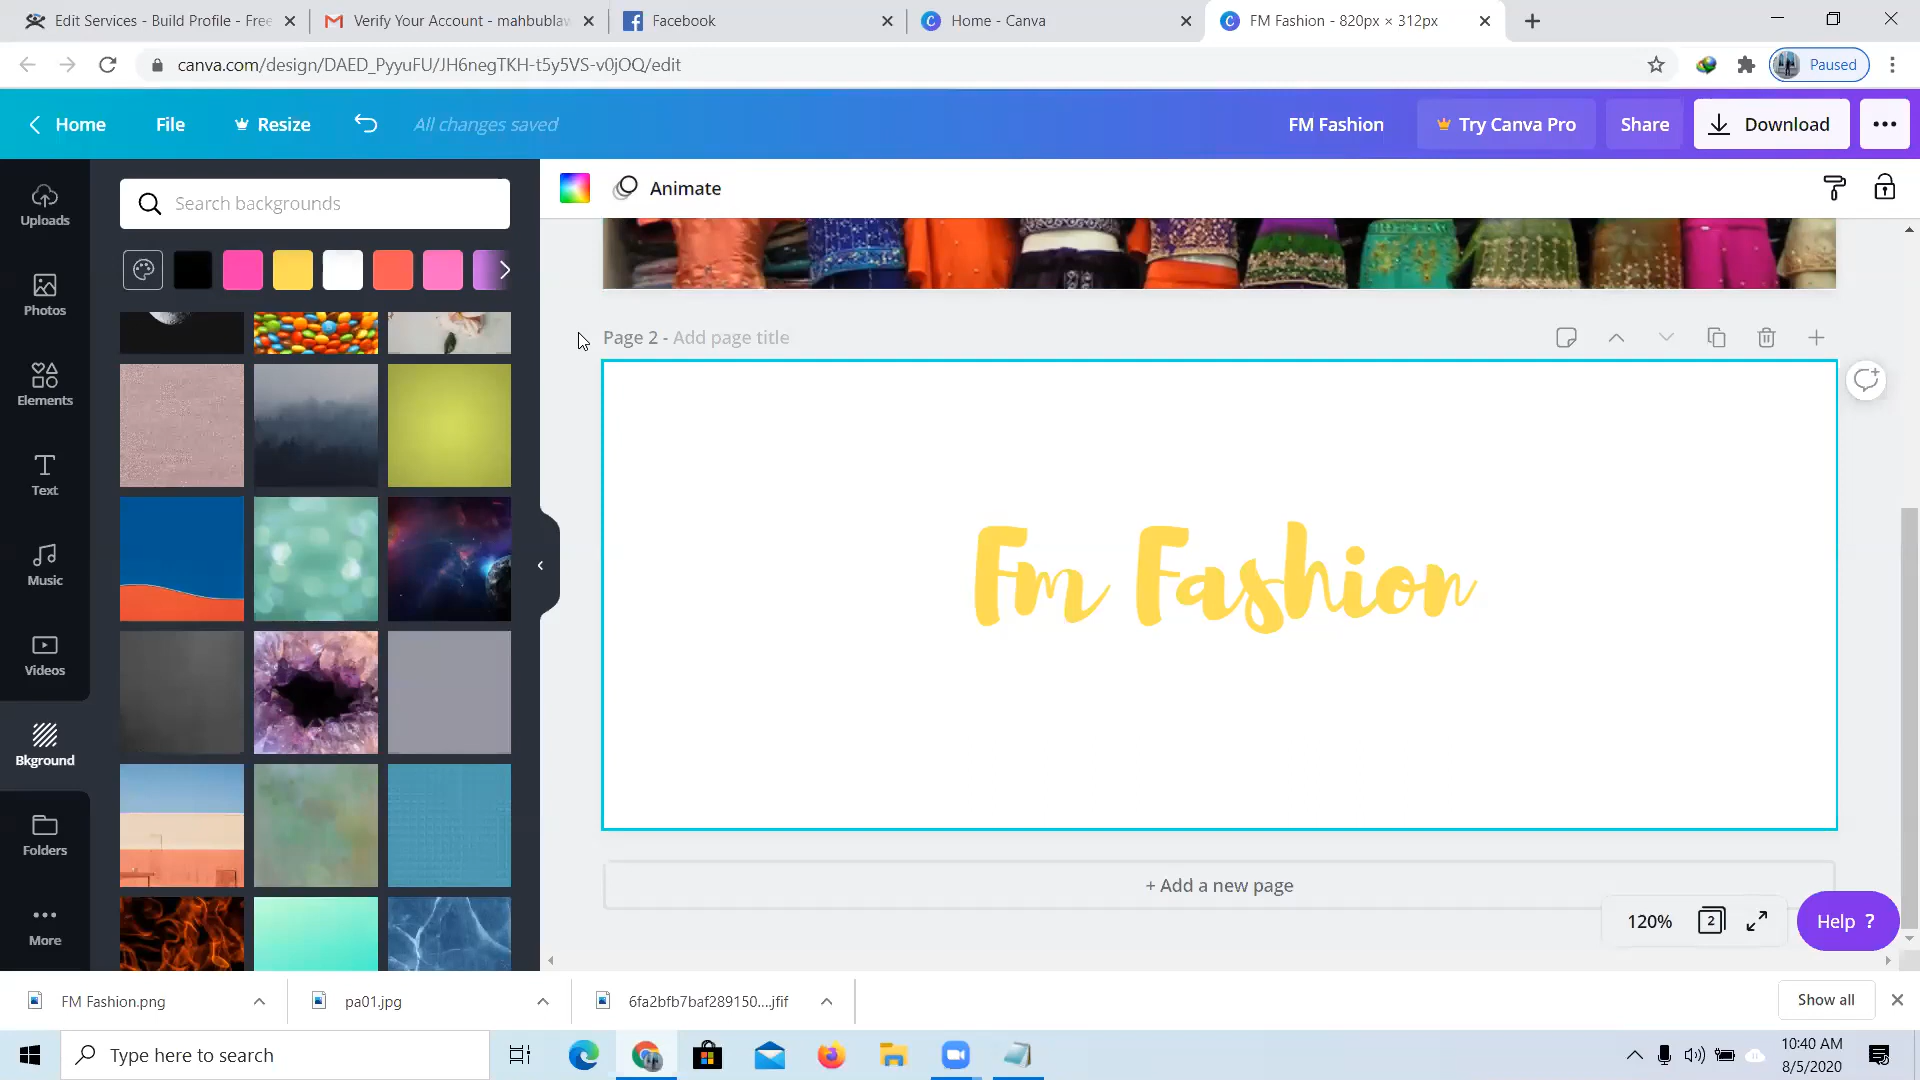 Edit Services - Build Profile - Free
Verify Your Account - mahbublaw
Facebook
Home - Canva
FM Fashion - 820px × 312px
canva.com/design/DAED_PyyuFU/JH6negTKH-t5y5VS-v0jOQ/edit
Paused
Home
File
Resize
All changes saved
FM Fashion
Try Canva Pro
Share
Download
Search backgrounds
Animate
Uploads
Photos
Elements
Text
Music
Videos
Bkground
Folders
More
Page 2 - Add page title
Fm Fashion
+ Add a new page
120%
2
Help ?
FM Fashion.png
pa01.jpg
6fa2bfb7baf289150....jfif
Show all
Type here to search
10:40 AM
8/5/2020